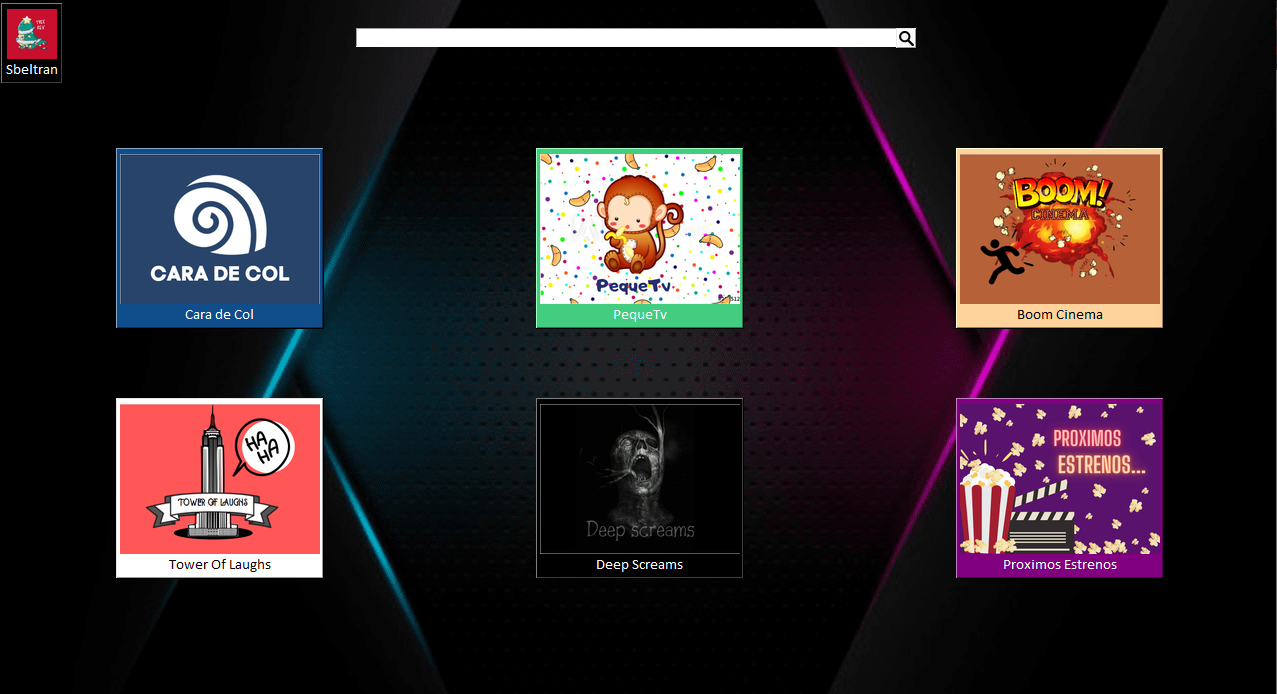 Sbeltran
CARA DE COL
Cara de Col
PequeTv
PequeTv
BOOM!
CINEMA
Boom Cinema
HA
HA
TOWER OF LAUGHS
Tower Of Laughs
Deep screams
Deep Screams
PROXIMOS
ESTRENOS...
Proximos Estrenos